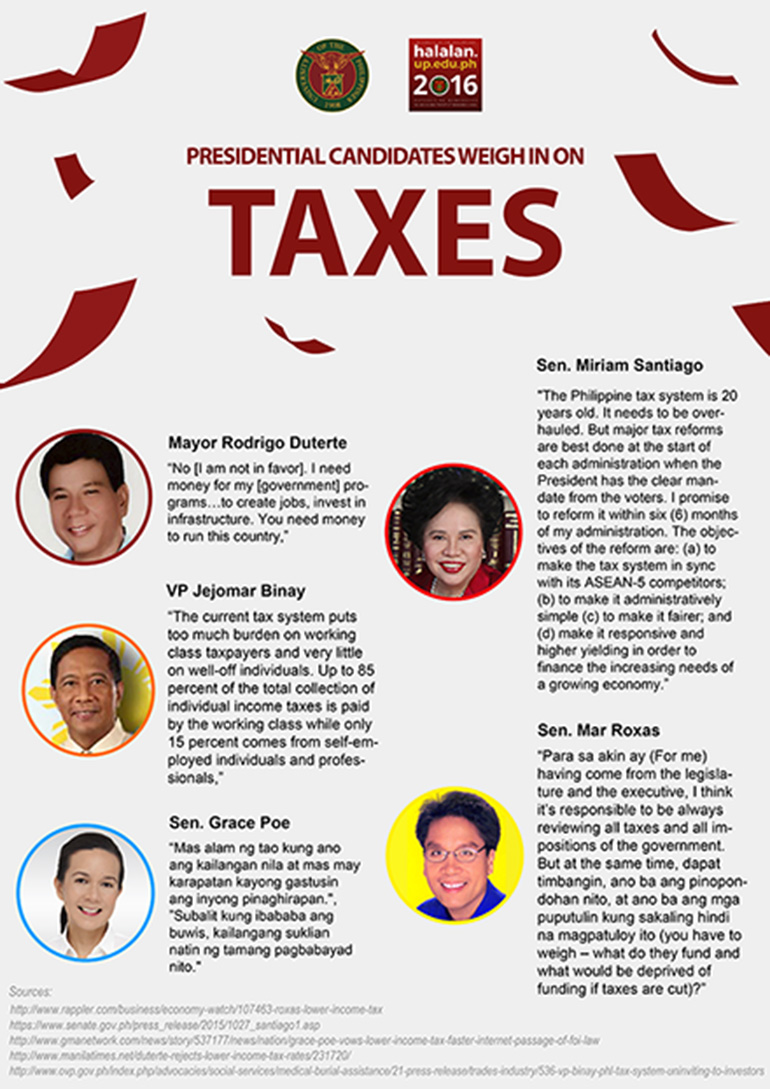 UNIVERSITY OF THE PHILIPPINES
1908
halalan.
up.edu.ph
2016
PRESIDENTIAL CANDIDATES WEIGH IN ON
TAXES
Mayor Rodrigo Duterte
“No [I am not in favor]. I need
money for my [government] pro-
grams…to create jobs, invest in
infrastructure. You need money
to run this country,”
VP Jejomar Binay
“The current tax system puts
too much burden on working
class taxpayers and very little
on well-off individuals. Up to 85
percent of the total collection of
individual income taxes is paid
by the working class while only
15 percent comes from self-em-
ployed individuals and profes-
sionals,”
Sen. Grace Poe
“Mas alam ng tao kung ano
ang kailangan nila at mas may
karapatan kayong gastusin
ang inyong pinaghirapan.”,
“Subalit kung ibababa ang
buwis, kailangang suklian
natin ng tamang pagbabayad
nito.”
Sen. Miriam Santiago
"The Philippine tax system is 20
years old. It needs to be over-
hauled. But major tax reforms
are best done at the start of
each administration when the
President has the clear man-
date from the voters. I promise
to reform it within six (6) months
of my administration. The objec-
tives of the reform are: (a) to
make the tax system in sync
with its ASEAN-5 competitors;
(b) to make it administratively
simple (c) to make it fairer; and
(d) make it responsive and
higher yielding in order to
finance the increasing needs of
a growing economy.”
Sen. Mar Roxas
“Para sa akin ay (For me)
having come from the legisla-
ture and the executive, I think
it’s responsible to be always
reviewing all taxes and all im-
positions of the government.
But at the same time, dapat
timbangin, ano ba ang pinopon-
dohan nito, at ano ba ang mga
puputulin kung sakaling hindi
na magpatuloy ito (you have to
weigh – what do they fund and
what would be deprived of
funding if taxes are cut)?”
Sources:
http://www.rappler.com/business/economy-watch/107463-roxas-lower-income-tax
https://www.senate.gov.ph/press_release/2015/1027_santiago1.asp
http://www.gmanetwork.com/news/story/537177/news/nation/grace-poe-vows-lower-income-tax-faster-internet-passage-of-foi-law
http://www.manilatimes.net/duterte-rejects-lower-income-tax-rates/231720/
http://www.ovp.gov.ph/index.php/advocacies/social-services/medical-burial-assistance/21-press-release/trades-industry/536-vp-binay-phl-tax-system-uninviting-to-investors